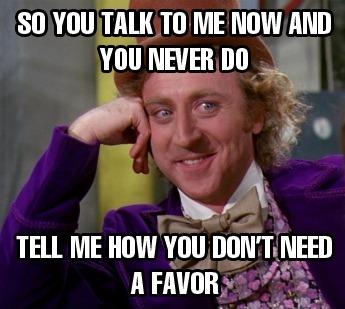 SO YOU TALK TO ME NOW AND
YOU NEVER DO
TELL ME HOW YOU DON'T NEED
A FAVOR